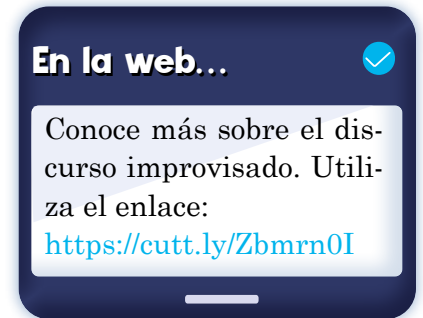 En la web...
Conoce más sobre el dis-
curso improvisado. Utili-
za el enlace:
https://cutt.ly/Zbmrn0I